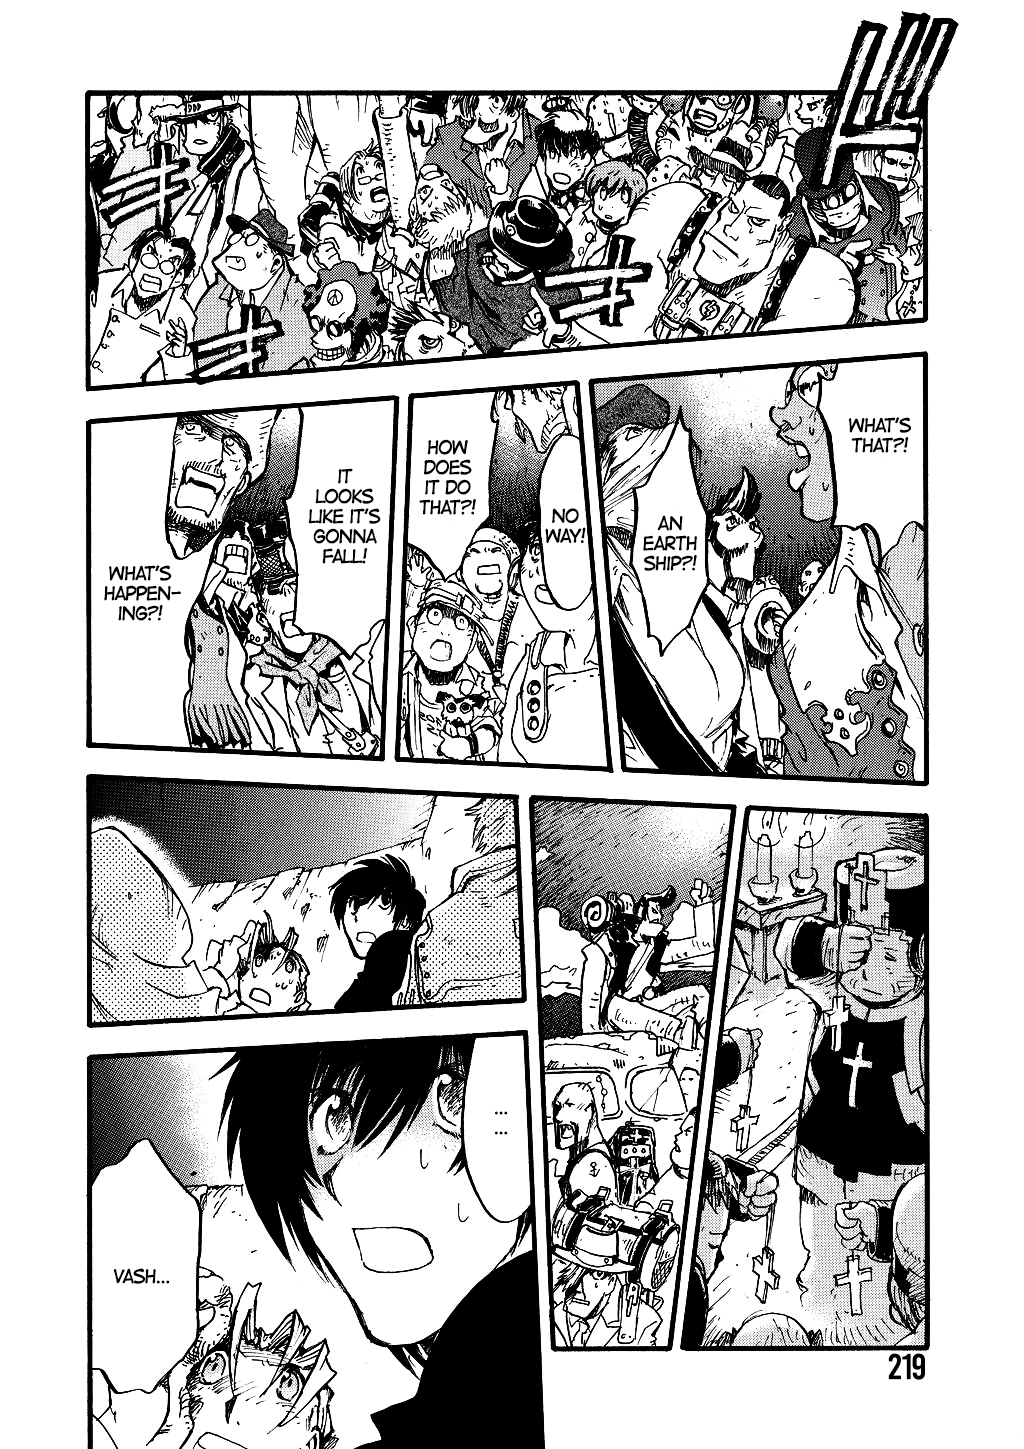 WHAT'S
THAT?!
AN
EARTH
SHIP?!
NO
WAY!
HOW
DOES
IT DO
THAT?!
IT
LOOKS
LIKE IT'S
GONNA
FALL!
WHAT'S
HAPPEN-
ING?!
...
...
VASH...
219